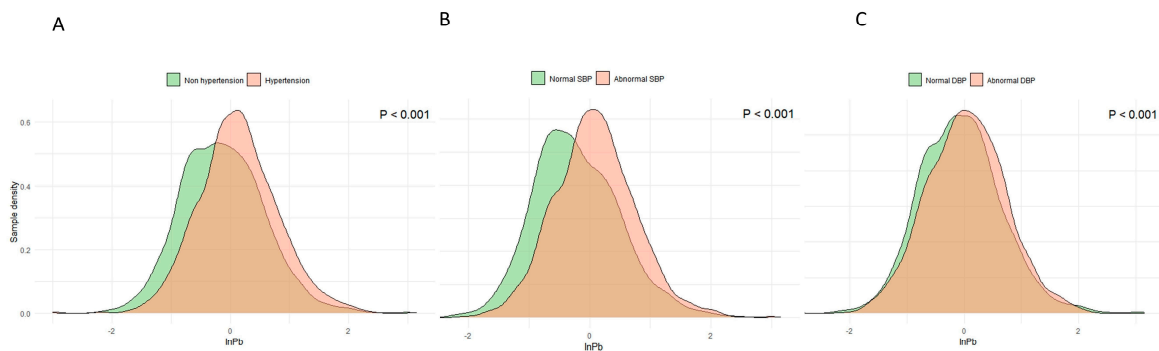 A
B
C
Non hypertension Hypertension
Normal SBP Abnormal SBP
Normal DBP Abnormal DBP
P < 0.001
P < 0.001
P < 0.001
Sample density
0.6
0.4
0.2
0.0
-2 0 2
lnPb
-2 0 2
lnPb
-2 0 2
lnPb